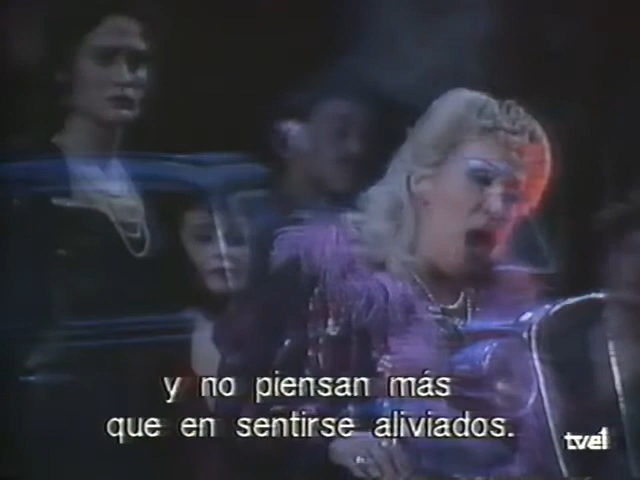 y no piensan más
que en sentirse aliviados.
tve1